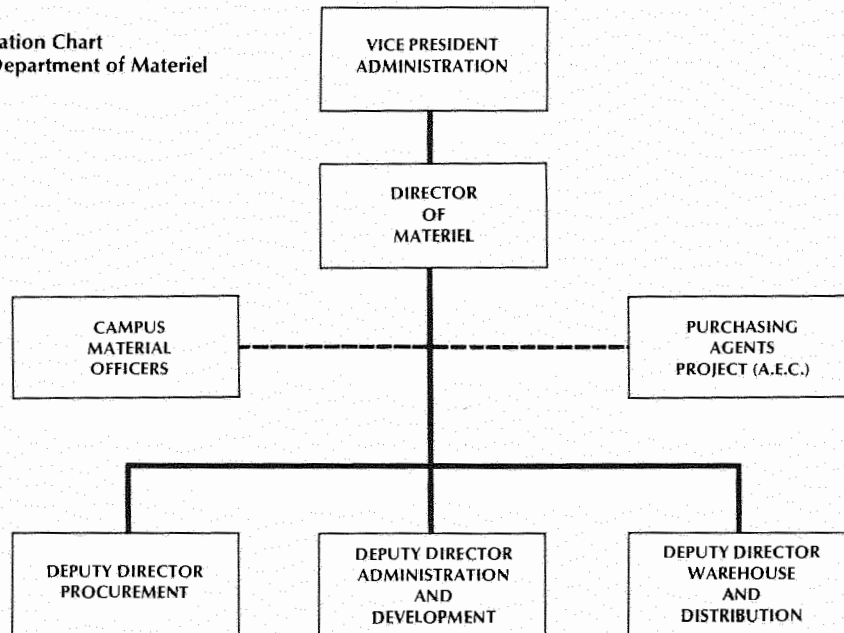 ation Chart
Department of Materiel
VICE PRESIDENT
ADMINISTRATION
DIRECTOR
OF
MATERIEL
CAMPUS
MATERIAL
OFFICERS
PURCHASING
AGENTS
PROJECT (A.E.C.)
DEPUTY DIRECTOR
PROCUREMENT
DEPUTY DIRECTOR
ADMINISTRATION
AND
DEVELOPMENT
DEPUTY DIRECTOR
WAREHOUSE
AND
DISTRIBUTION